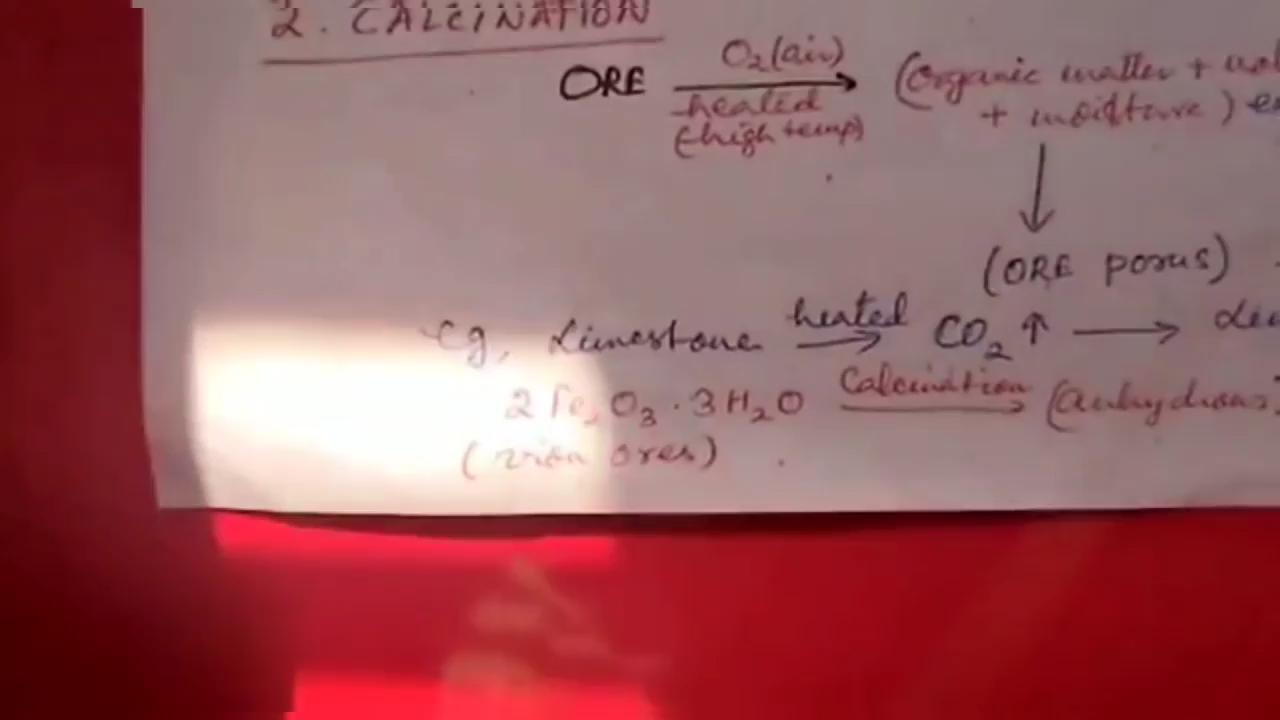 2. CALCINATION
O₂(air)
ORE ⟶ (Organic matter +
heated + moisture)
(high temp)
↓
(ORE porus)
eg, Limestone heated ⟶ CO₂ ↑ ⟶
2Fe₂O₃·3H₂O Calcination ⟶ (anhydrous)
ores)